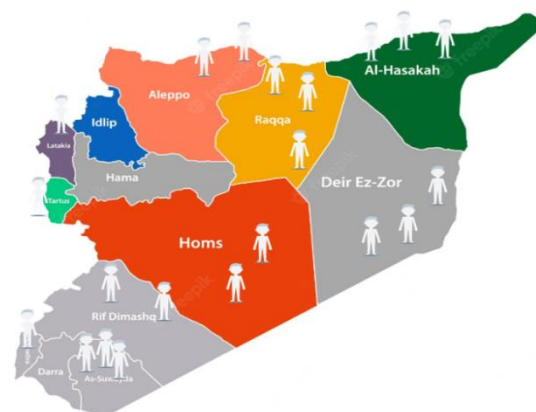 Al-Hasakah
Aleppo
Idlip
Raqqa
Latakia
Hama
Deir Ez-Zor
Tartus
Homs
Rif Dimashq
Darra
As-Suwayda